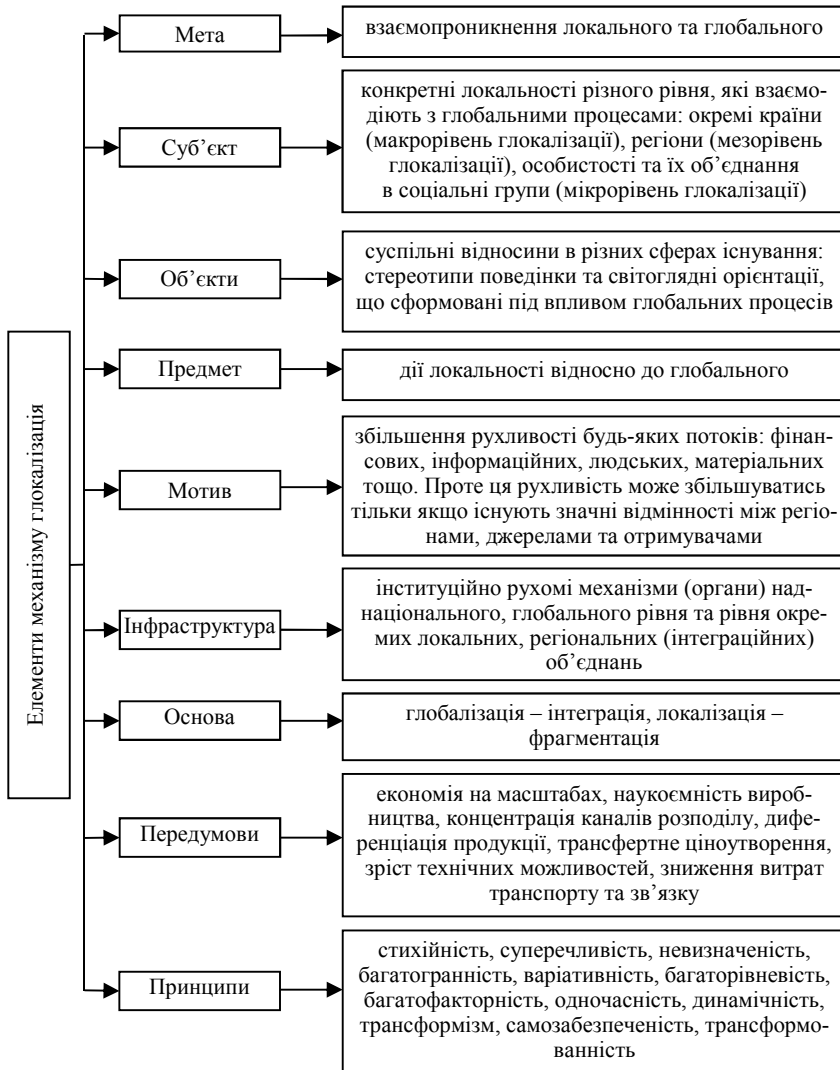 Елементи механізму глокалізація
Мета
взаємопроникнення локального та глобального
Суб’єкт
конкретні локальності різного рівня, які взаємо-
діють з глобальними процесами: окремі країни
(макрорівень глокалізації), регіони (мезорівень
глокалізації), особистості та їх об’єднання
в соціальні групи (мікрорівень глокалізації)
Об’єкти
суспільні відносини в різних сферах існування:
стереотипи поведінки та світоглядні орієнтації,
що сформовані під впливом глобальних процесів
Предмет
дії локальності відносно до глобального
Мотив
збільшення рухливості будь-яких потоків: фінан-
сових, інформаційних, людських, матеріальних
тощо. Проте ця рухливість може збільшуватись
тільки якщо існують значні відмінності між регіо-
нами, джерелами та отримувачами
Інфраструктура
інституційно рухомі механізми (органи) над-
національного, глобального рівня та рівня окре-
мих локальних, регіональних (інтеграційних)
об’єднань
Основа
глобалізація – інтеграція, локалізація –
фрагментація
Передумови
економія на масштабах, наукоємність вироб-
ництва, концентрація каналів розподілу, дифе-
ренціація продукції, трансфертне ціноутворення,
зріст технічних можливостей, зниження витрат
транспорту та зв’язку
Принципи
стихійність, суперечливість, невизначеність,
багатогранність, варіативність, багаторівневість,
багатофакторність, одночасність, динамічність,
трансформізм, самозабезпеченість, трансформо-
ванність